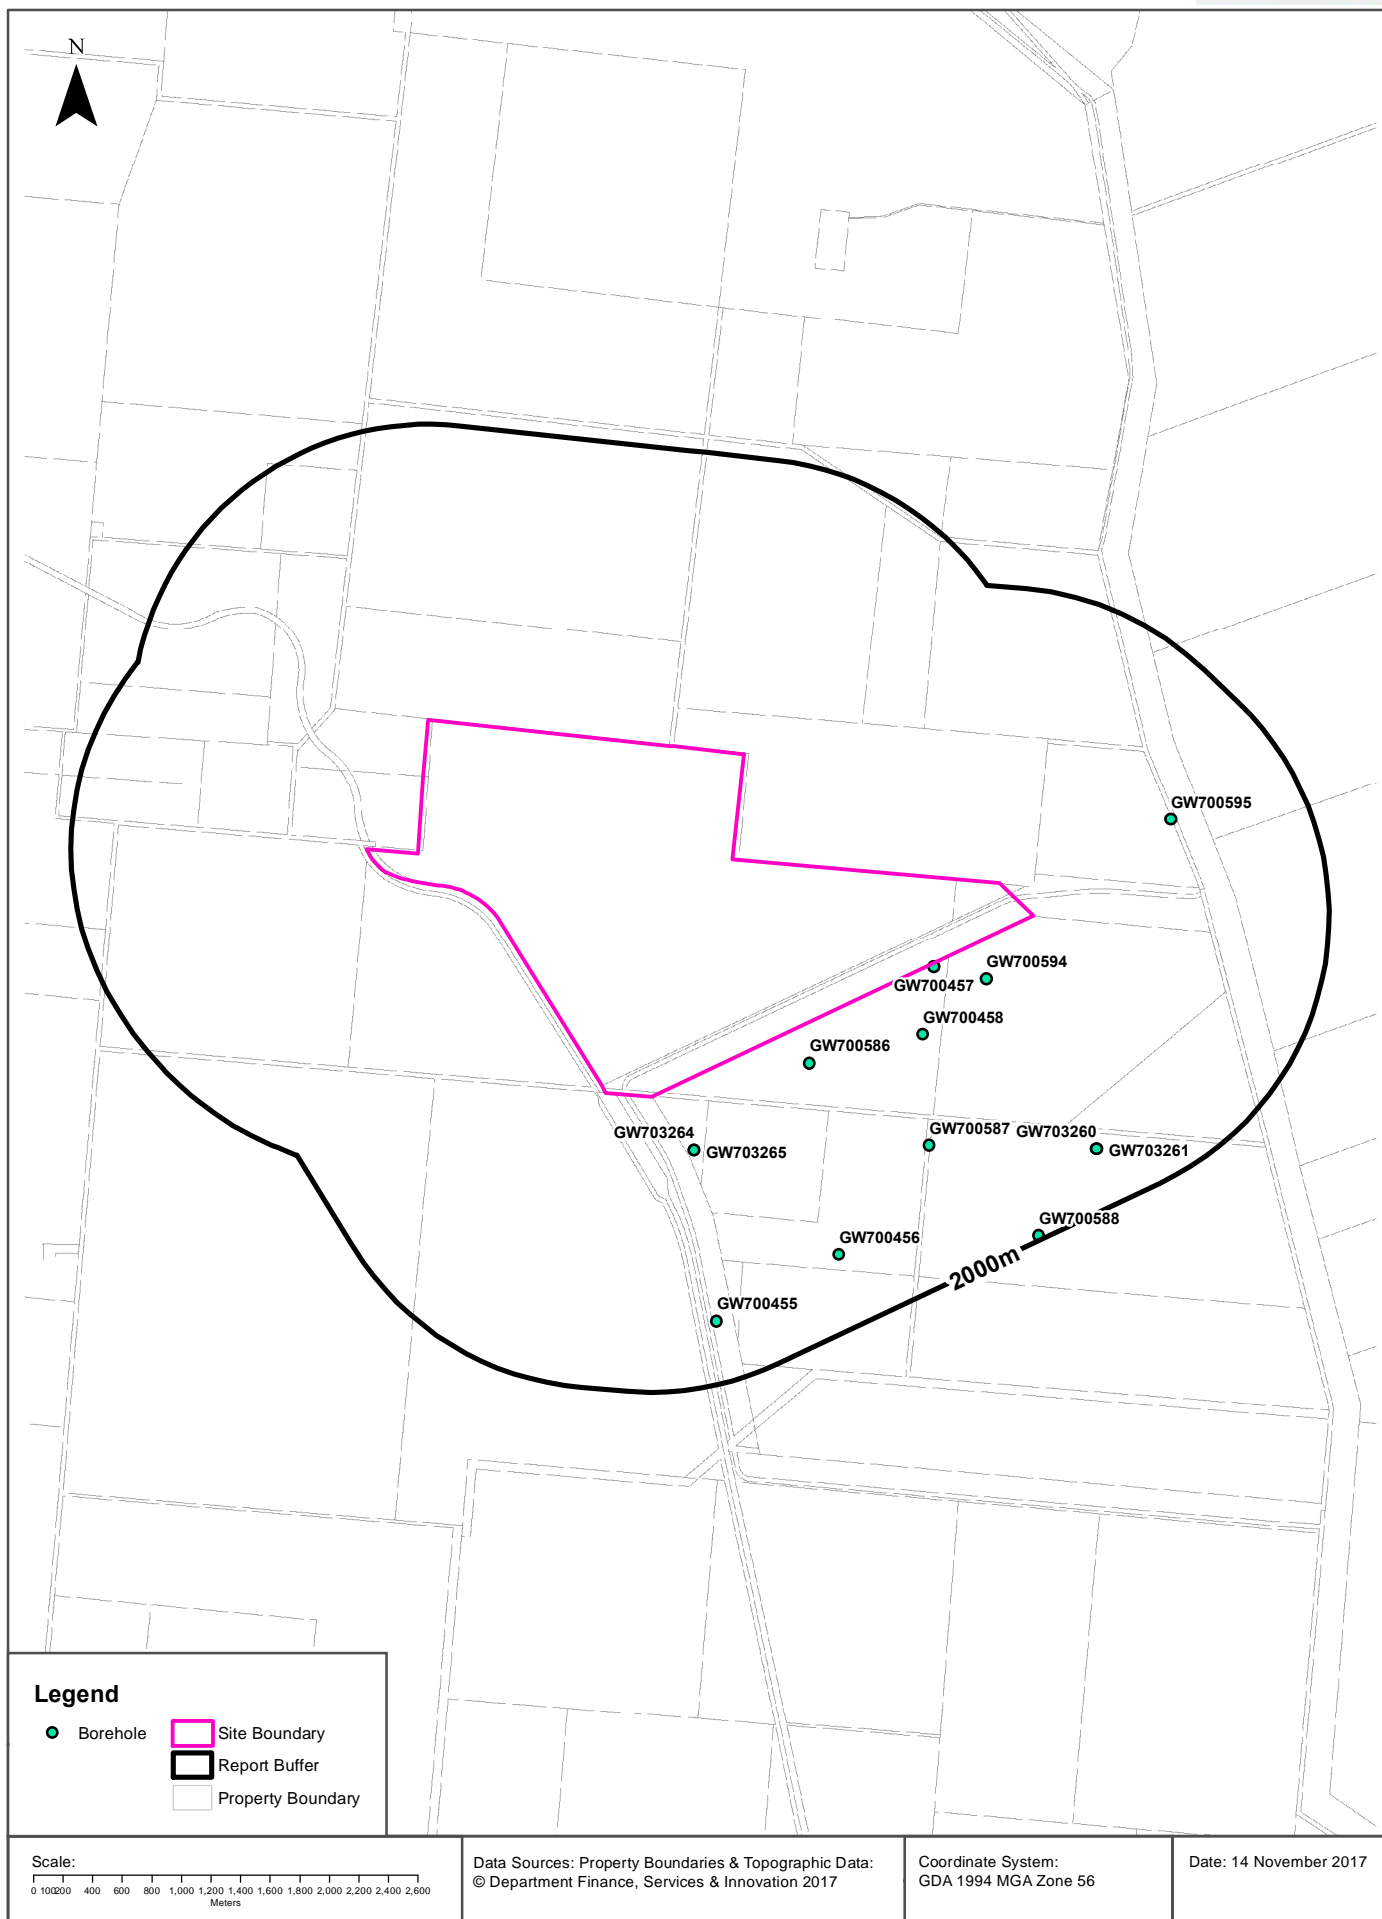 N
GW700595
GW700594
GW700457
GW700458
GW700586
GW703264
GW703265
GW700587
GW703260
GW703261
GW700588
GW700456
2000m
GW700455
Legend
Borehole
Site Boundary
Report Buffer
Property Boundary
Scale:
0 100200 400 600 800 1,000 1,200 1,400 1,600 1,800 2,000 2,200 2,400 2,600
Meters
Data Sources: Property Boundaries & Topographic Data:
© Department Finance, Services & Innovation 2017
Coordinate System:
GDA 1994 MGA Zone 56
Date: 14 November 2017